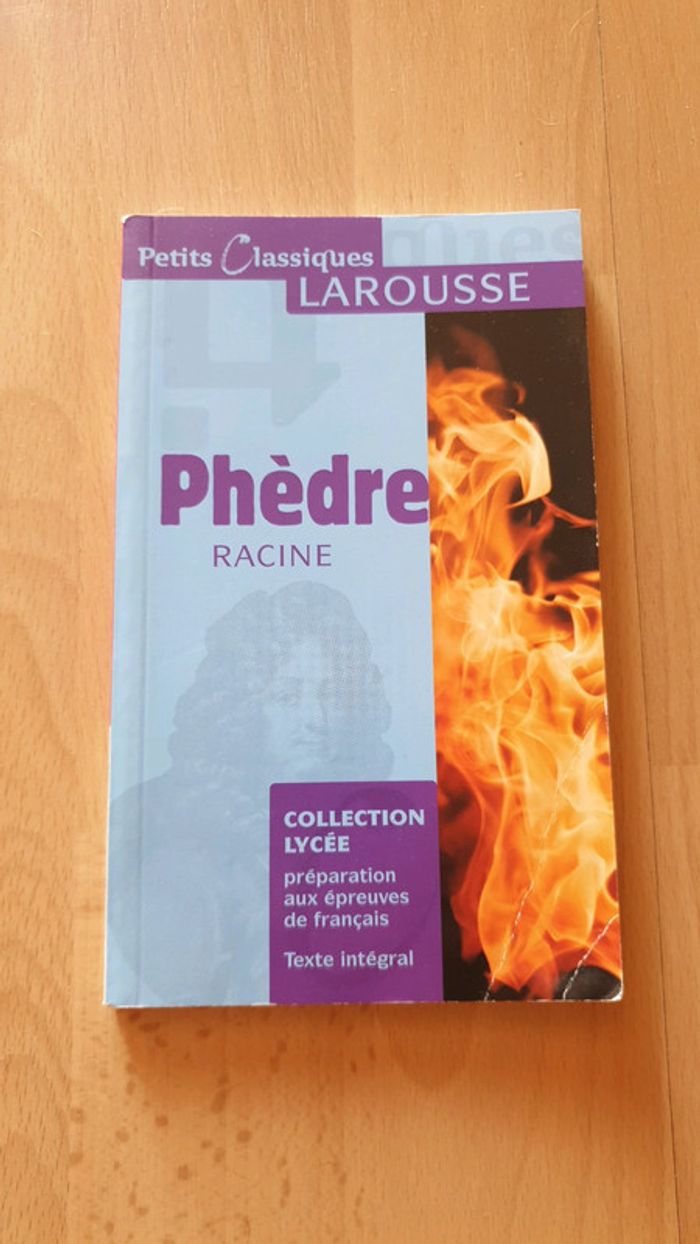 Petits Classiques
LAROUSSE
Phèdre
RACINE
COLLECTION
LYCÉE
préparation
aux épreuves
de français
Texte intégral